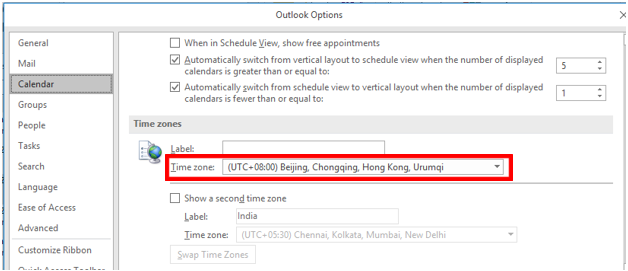 Outlook Options
General
Mail
Calendar
Groups
People
Tasks
Search
Language
Ease of Access
Advanced
Customize Ribbon
Quick Access Toolbar
When in Schedule View, show free appointments
Automatically switch from vertical layout to schedule view when the number of displayed
calendars is greater than or equal to:
5
Automatically switch from schedule view to vertical layout when the number of displayed
calendars is fewer than or equal to:
1
Time zones
Label:
Time zone: (UTC+08:00) Beijing, Chongqing, Hong Kong, Urumqi
Show a second time zone
Label: India
Time zone: (UTC+05:30) Chennai, Kolkata, Mumbai, New Delhi
Swap Time Zones